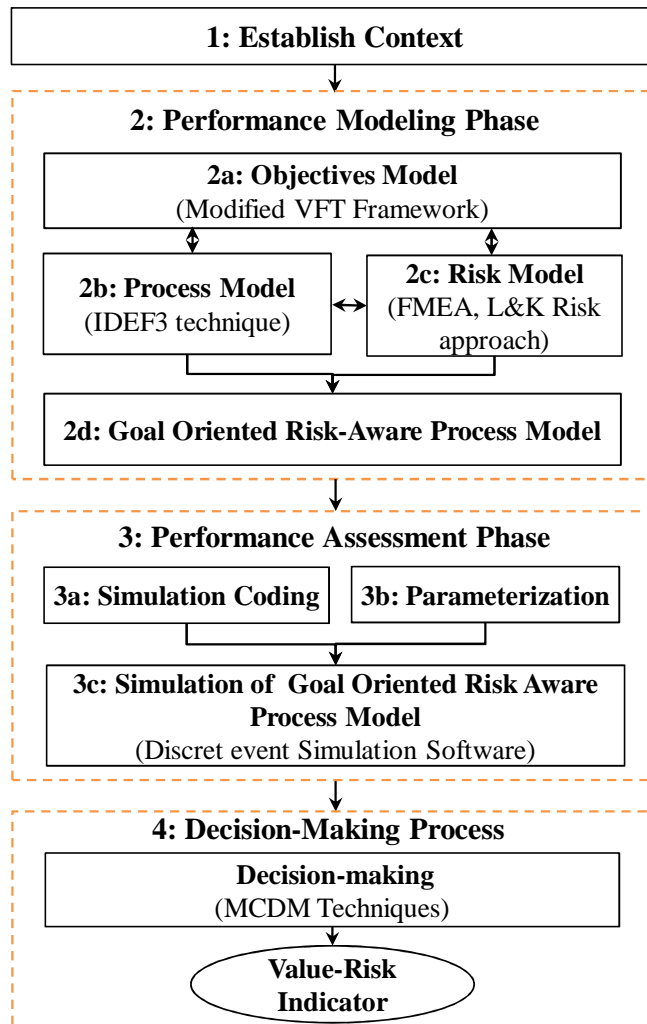 1: Establish Context
2: Performance Modeling Phase
2a: Objectives Model
(Modified VFT Framework)
2b: Process Model
(IDEF3 technique)
2c: Risk Model
(FMEA, L&K Risk
approach)
2d: Goal Oriented Risk-Aware Process Model
3: Performance Assessment Phase
3a: Simulation Coding
3b: Parameterization
3c: Simulation of Goal Oriented Risk Aware
Process Model
(Discret event Simulation Software)
4: Decision-Making Process
Decision-making
(MCDM Techniques)
Value-Risk
Indicator